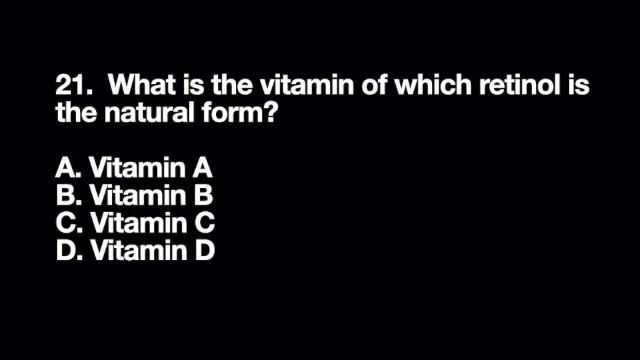 21.  What is the vitamin of which retinol is
the natural form?
A. Vitamin A
B. Vitamin B
C. Vitamin C
D. Vitamin D